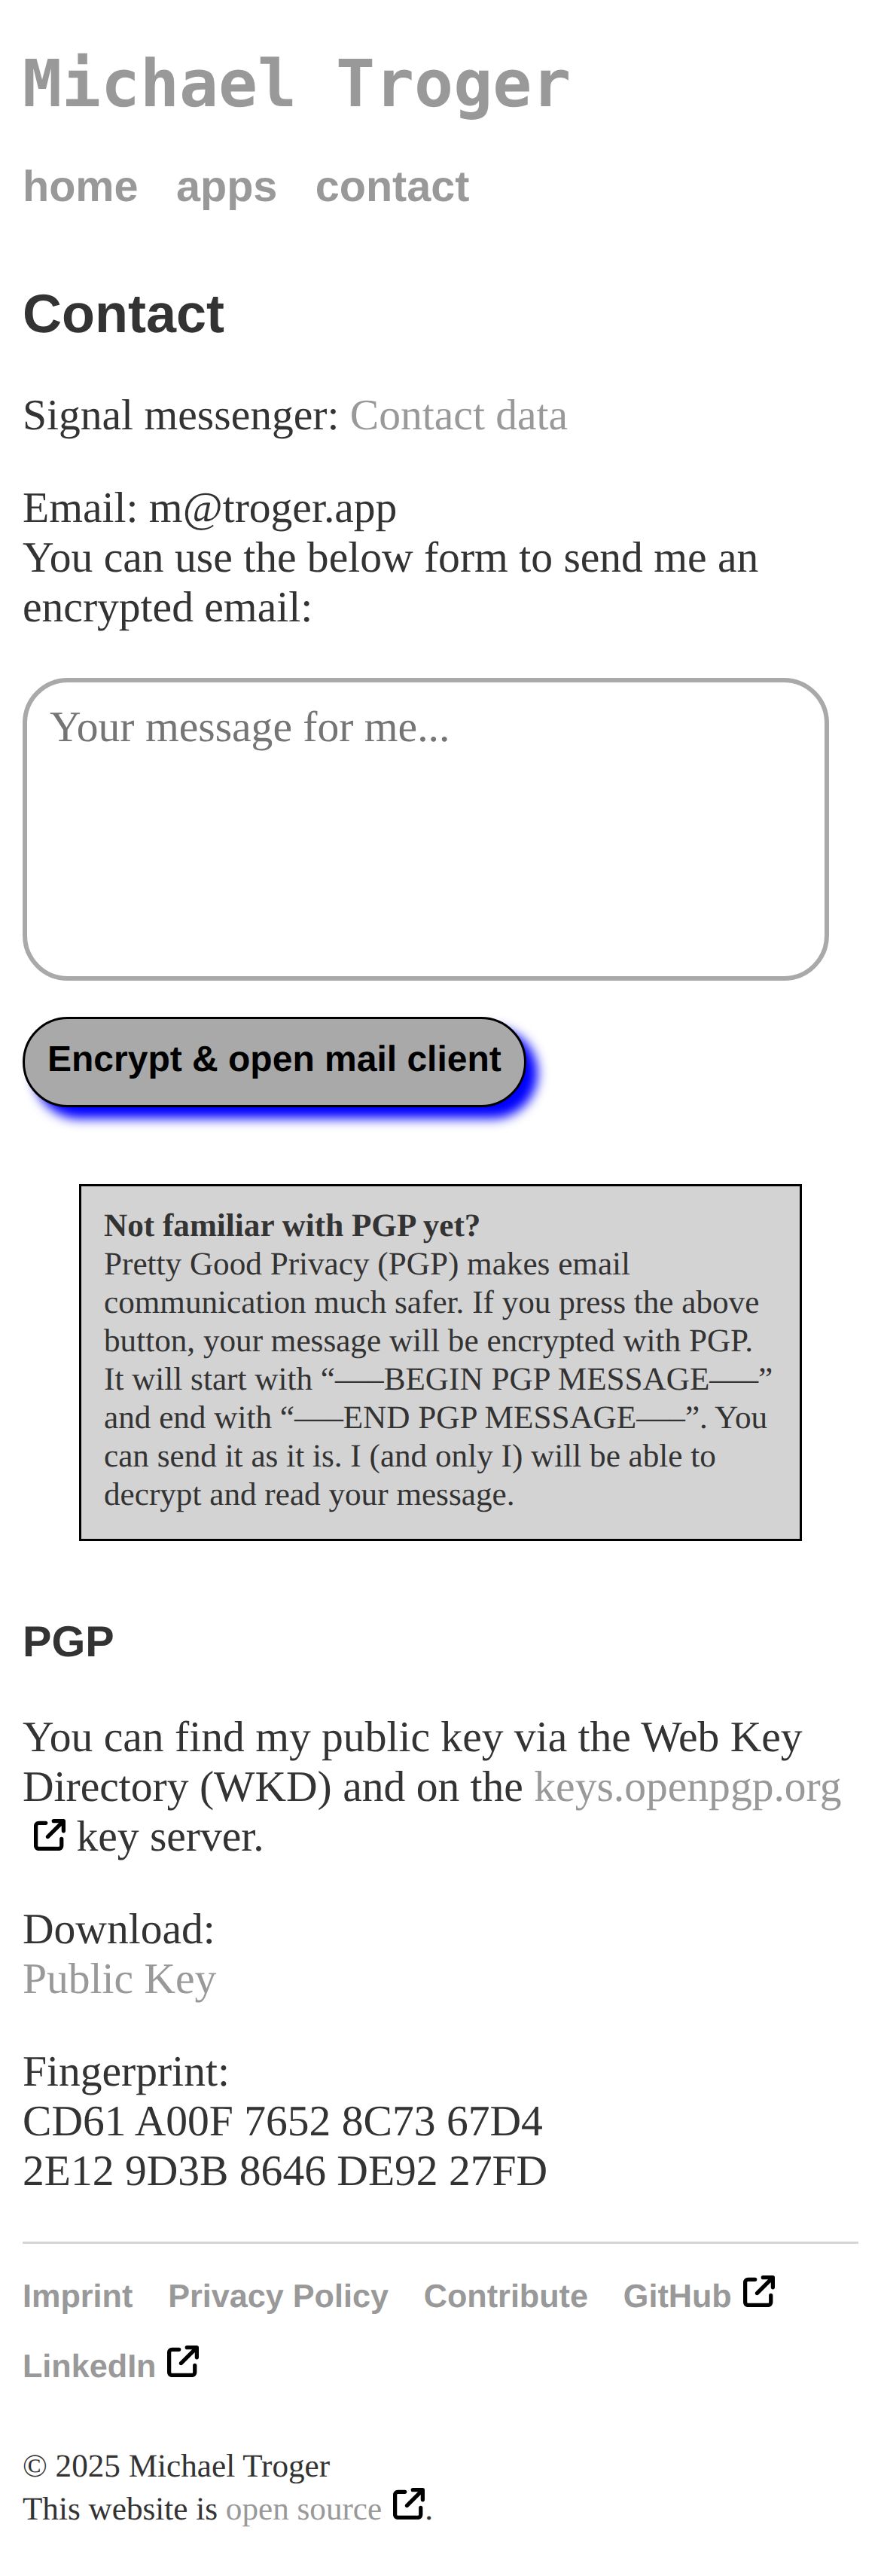 Michael Troger
home apps contact
Contact
Signal messenger: Contact data
Email: m@troger.app
You can use the below form to send me an
encrypted email:
Your message for me...
Encrypt & open mail client
Not familiar with PGP yet?
Pretty Good Privacy (PGP) makes email
communication much safer. If you press the above
button, your message will be encrypted with PGP.
It will start with “-----BEGIN PGP MESSAGE-----”
and end with “-----END PGP MESSAGE-----”. You
can send it as it is. I (and only I) will be able to
decrypt and read your message.
PGP
You can find my public key via the Web Key
Directory (WKD) and on the keys.openpgp.org
key server.
Download:
Public Key
Fingerprint:
CD61 A00F 7652 8C73 67D4
2E12 9D3B 8646 DE92 27FD
Imprint Privacy Policy Contribute GitHub
LinkedIn
© 2025 Michael Troger
This website is open source.